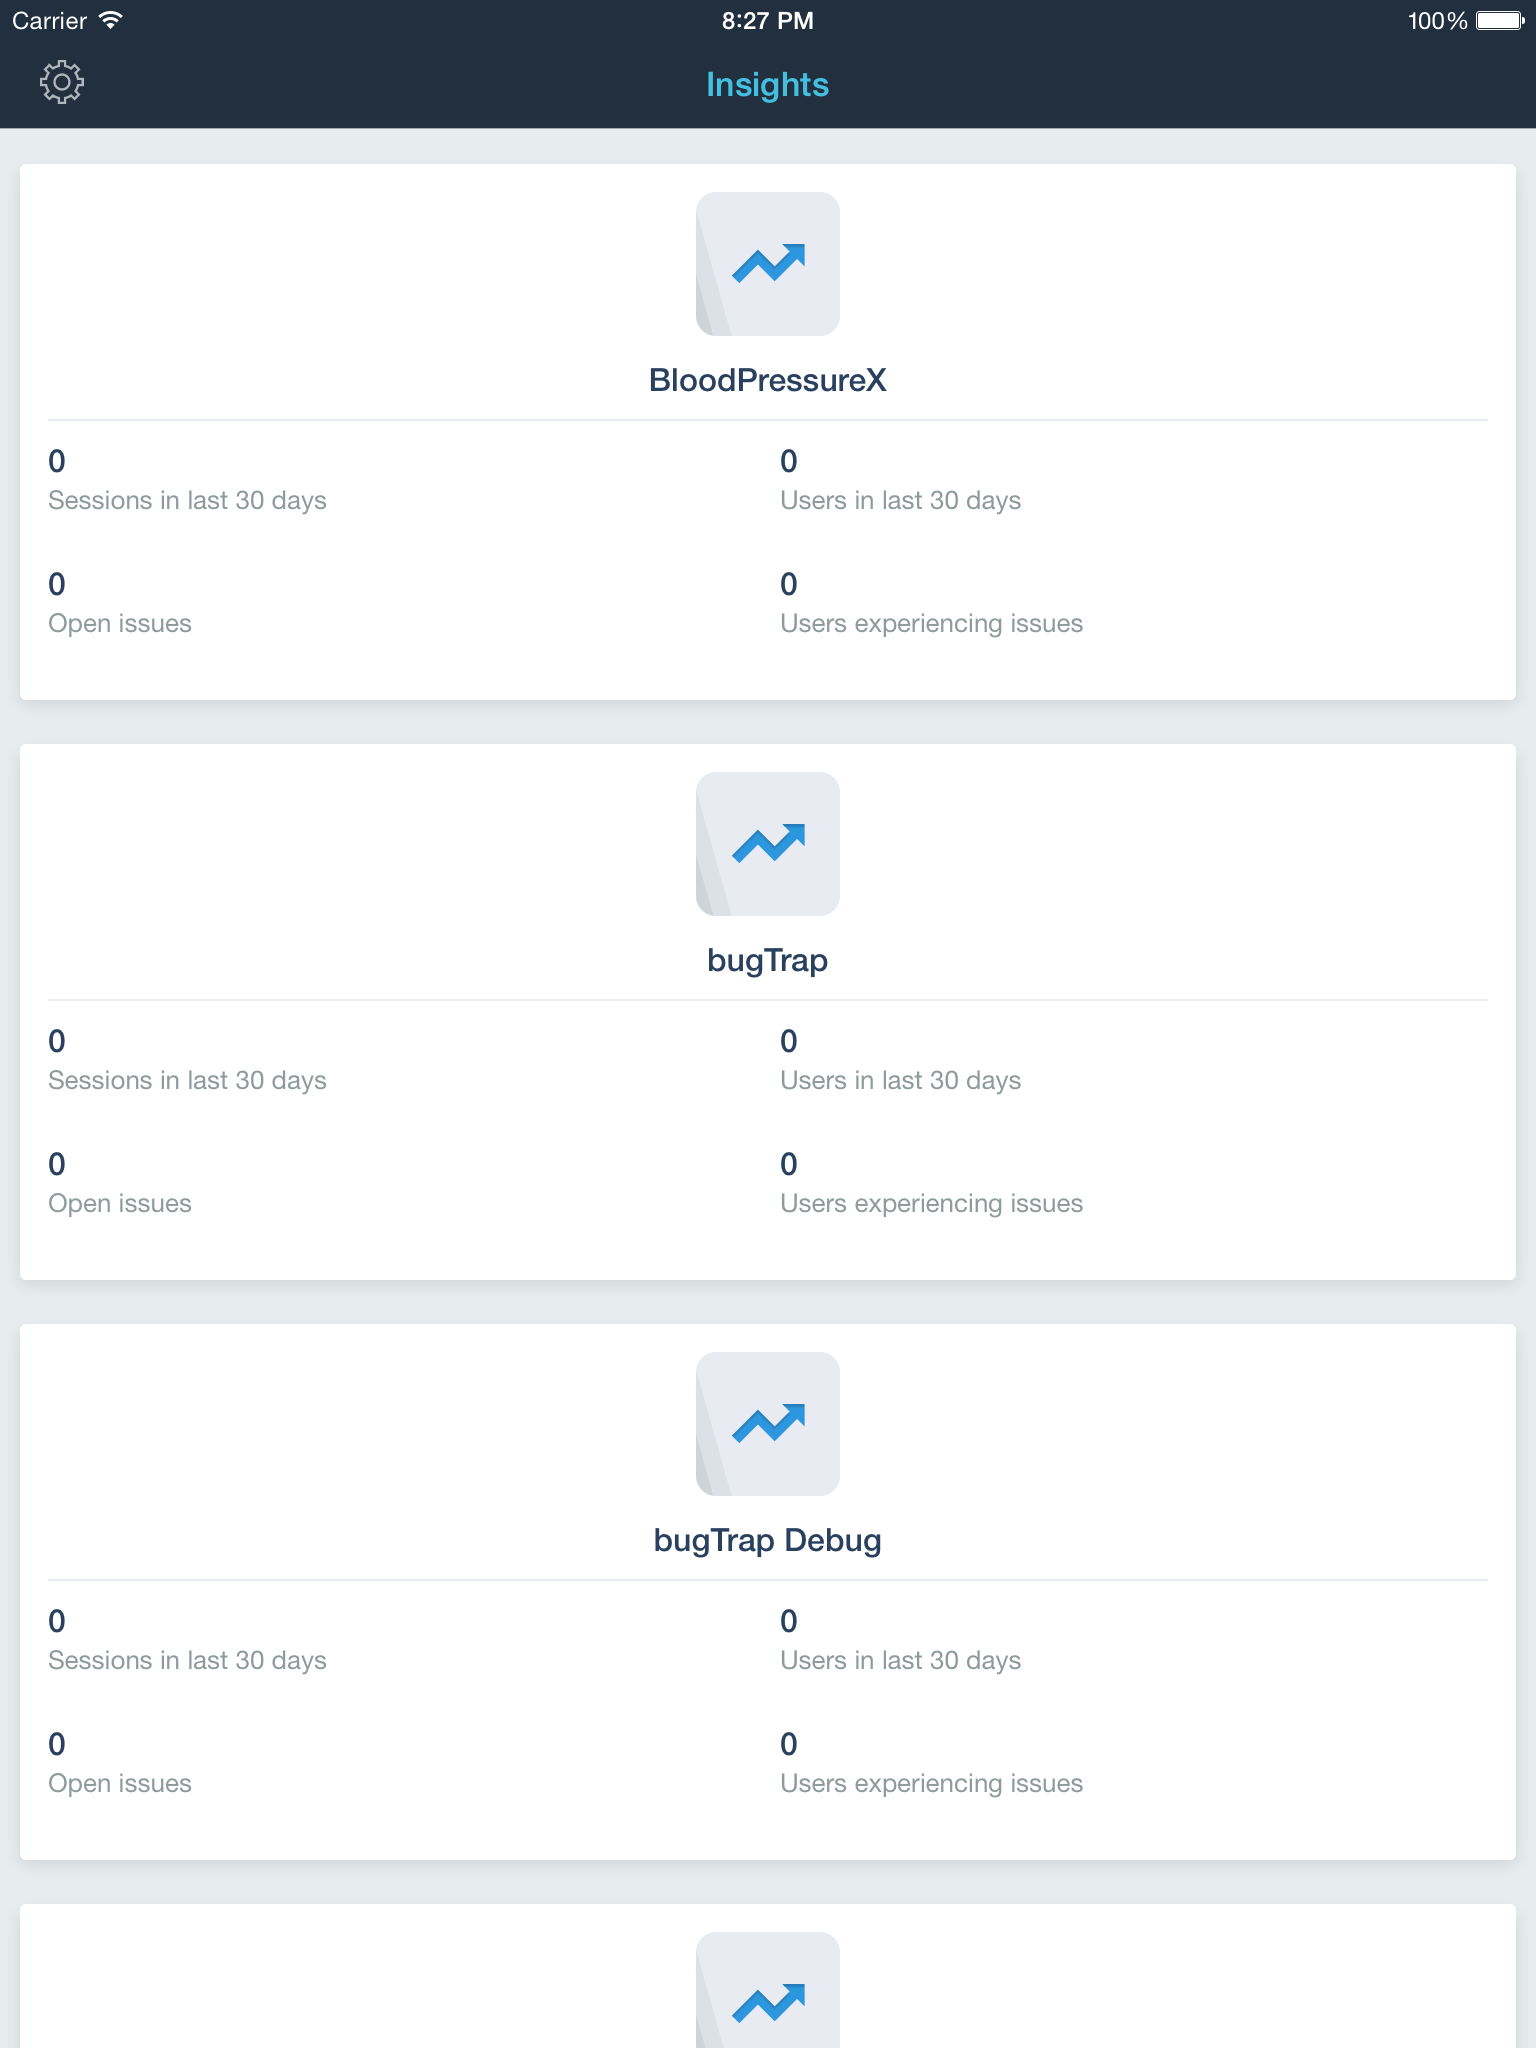 Carrier 8:27 PM 100%
Insights
BloodPressureX
0 0
Sessions in last 30 days Users in last 30 days
0 0
Open issues Users experiencing issues
bugTrap
0 0
Sessions in last 30 days Users in last 30 days
0 0
Open issues Users experiencing issues
bugTrap Debug
0 0
Sessions in last 30 days Users in last 30 days
0 0
Open issues Users experiencing issues